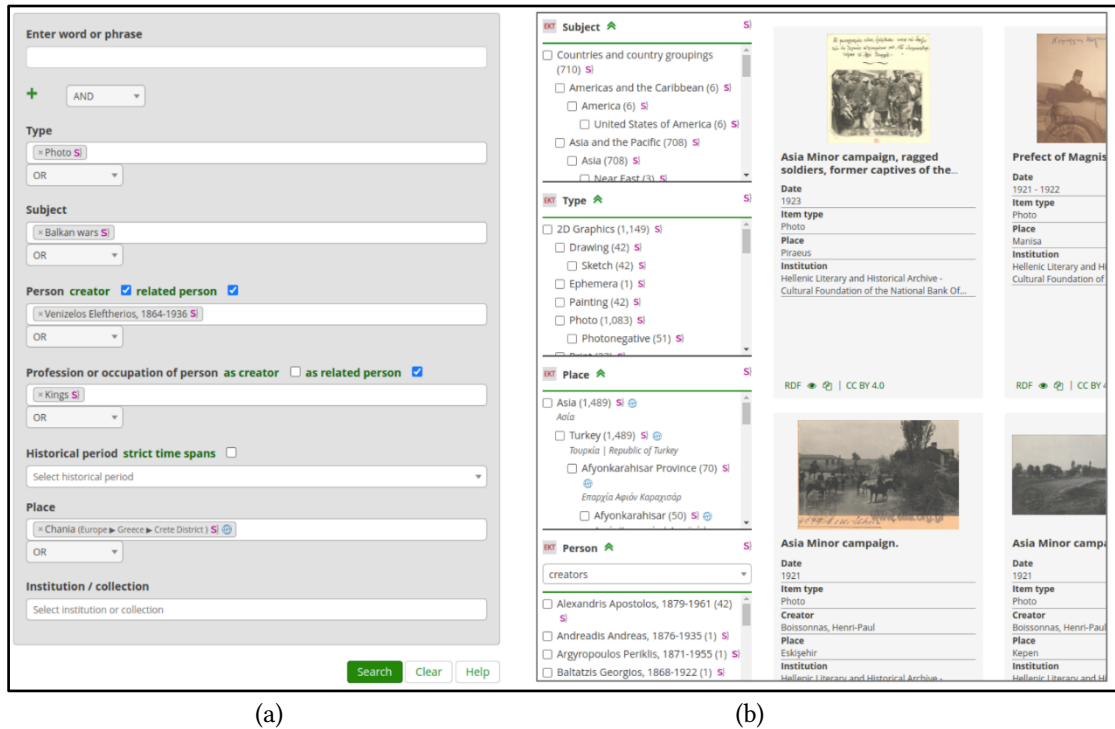 Enter word or phrase
+ AND
Type
× Photo S}
OR
Subject
× Balkan wars S}
OR
Person creator related person
× Venizelos Eleftherios, 1864-1936 S}
OR
Profession or occupation of person as creator as related person
× Kings S}
OR
Historical period strict time spans
Select historical period
Place
× Chania (Europe ▶ Greece ▶ Crete District ) S}
OR
Institution / collection
Select institution or collection
Search Clear Help
(a)
EKT Subject S}
Countries and country groupings
(710) S}
Americas and the Caribbean (6) S}
America (6) S}
United States of America (6) S}
Asia and the Pacific (708) S}
Asia (708) S}
Near East (3) S}
EKT Type S}
2D Graphics (1,149) S}
Drawing (42) S}
Sketch (42) S}
Ephemera (1) S}
Painting (42) S}
Photo (1,083) S}
Photonegative (51) S}
EKT Place S}
Asia (1,489) S}
Ασία
Turkey (1,489) S}
Τουρκία | Republic of Turkey
Afyonkarahisar Province (70) S}
Επαρχία Αφιόν Καραχισάρ
Afyonkarahisar (50) S}
EKT Person S}
creators
Alexandris Apostolos, 1879-1961 (42)
S}
Andreadis Andreas, 1876-1935 (1) S}
Argyropoulos Periklis, 1871-1955 (1) S}
Baltatzis Georgios, 1868-1922 (1) S}
Asia Minor campaign, ragged
soldiers, former captives of the...
Date
1923
Item type
Photo
Place
Piraeus
Institution
Hellenic Literary and Historical Archive -
Cultural Foundation of the National Bank Of...
RDF | CC BY 4.0
Prefect of Magnis
Date
1921 - 1922
Item type
Photo
Place
Manisa
Institution
Hellenic Literary and Hi
Cultural Foundation of
RDF | CC BY 4
Asia Minor campaign.
Date
1921
Item type
Photo
Creator
Boissonnas, Henri-Paul
Place
Eskişehir
Institution
Hellenic Literary and Historical Archive -
Asia Minor campa
Date
1921
Item type
Photo
Creator
Boissonnas, Henri-Paul
Place
Kepen
Institution
Hellenic Literary and H
(b)